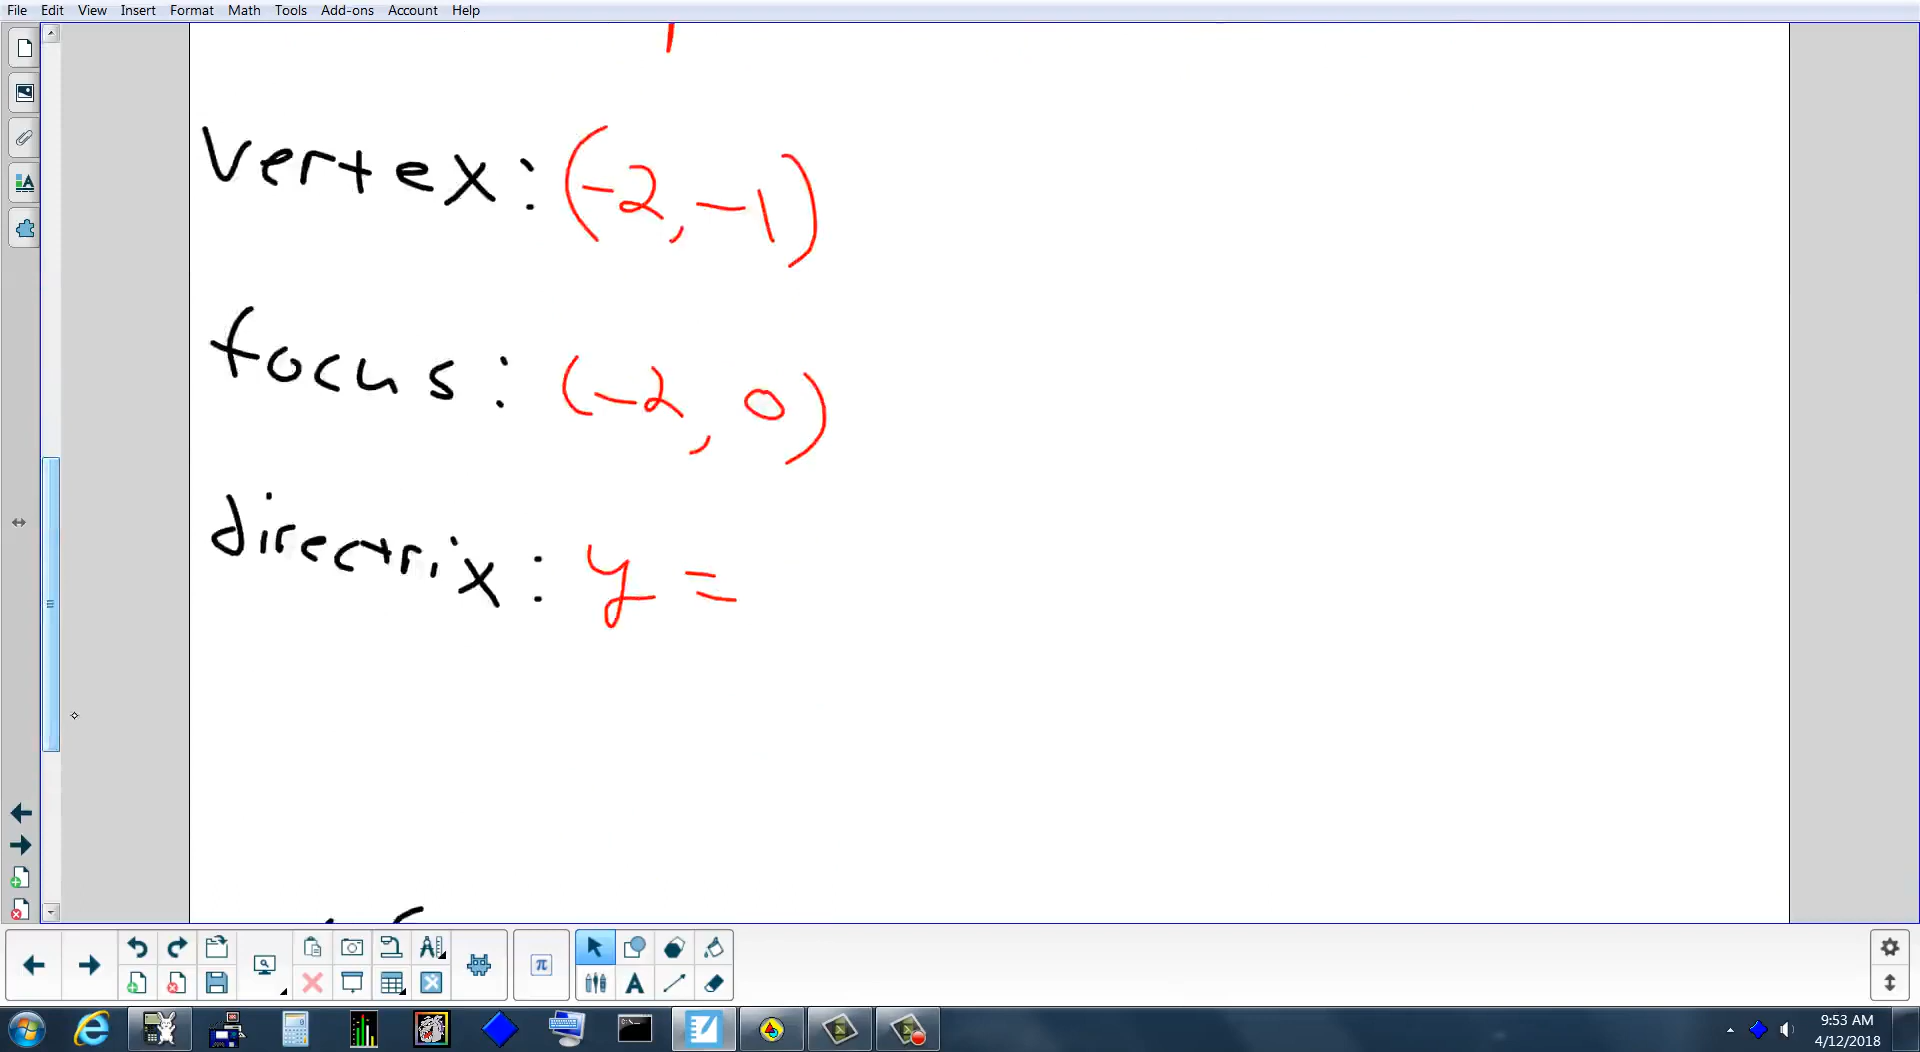 File Edit View Insert Format Math Tools Add-ons Account Help
vertex: (-2, -1)
focus: (-2, 0)
directrix: y =
9:53 AM
4/12/2018